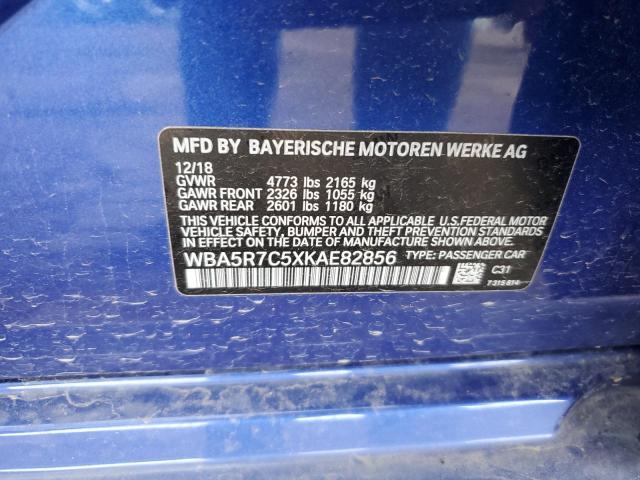 MFD BY BAYERISCHE MOTOREN WERKE AG
12/18
GVWR 4773 lbs 2165 kg
GAWR FRONT 2326 lbs 1055 kg
GAWR REAR 2601 lbs 1180 kg
THIS VEHICLE CONFORMS TO ALL APPLICABLE U.S.FEDERAL MOTOR
VEHICLE SAFETY, BUMPER AND THEFT PREVENTION STANDARDS
IN EFFECT ON THE DATE OF MANUFACTURE SHOWN ABOVE.
WBA5R7C5XKAE82856 TYPE: PASSENGER CAR
C31
7 315 814